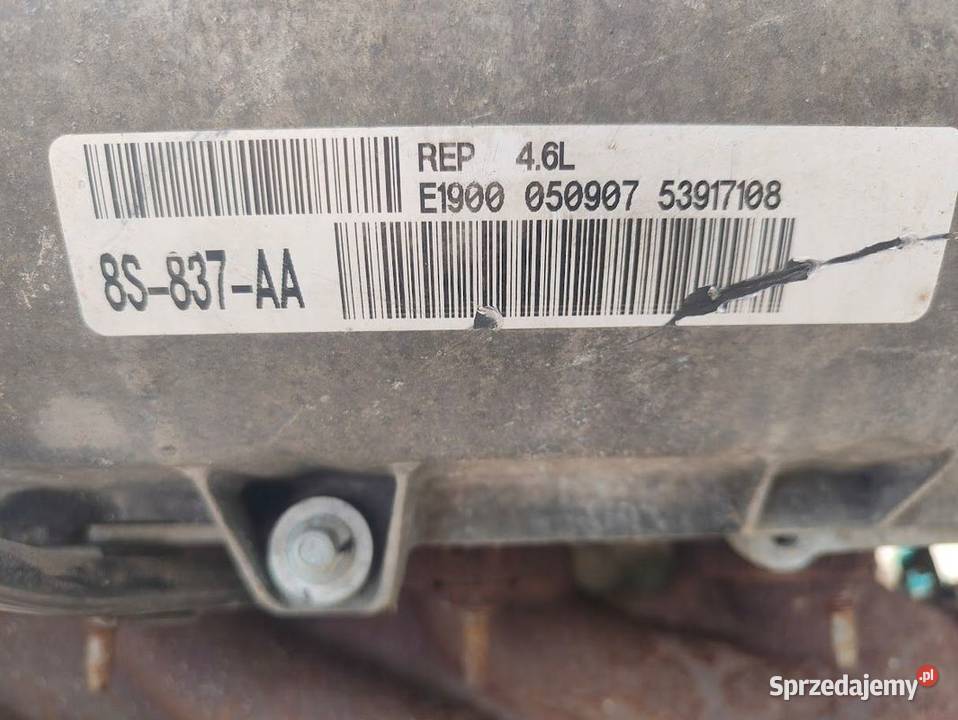 REP 4.6L
E1900 050907 53917108
8S-837-AA
Sprzedajemy.pl